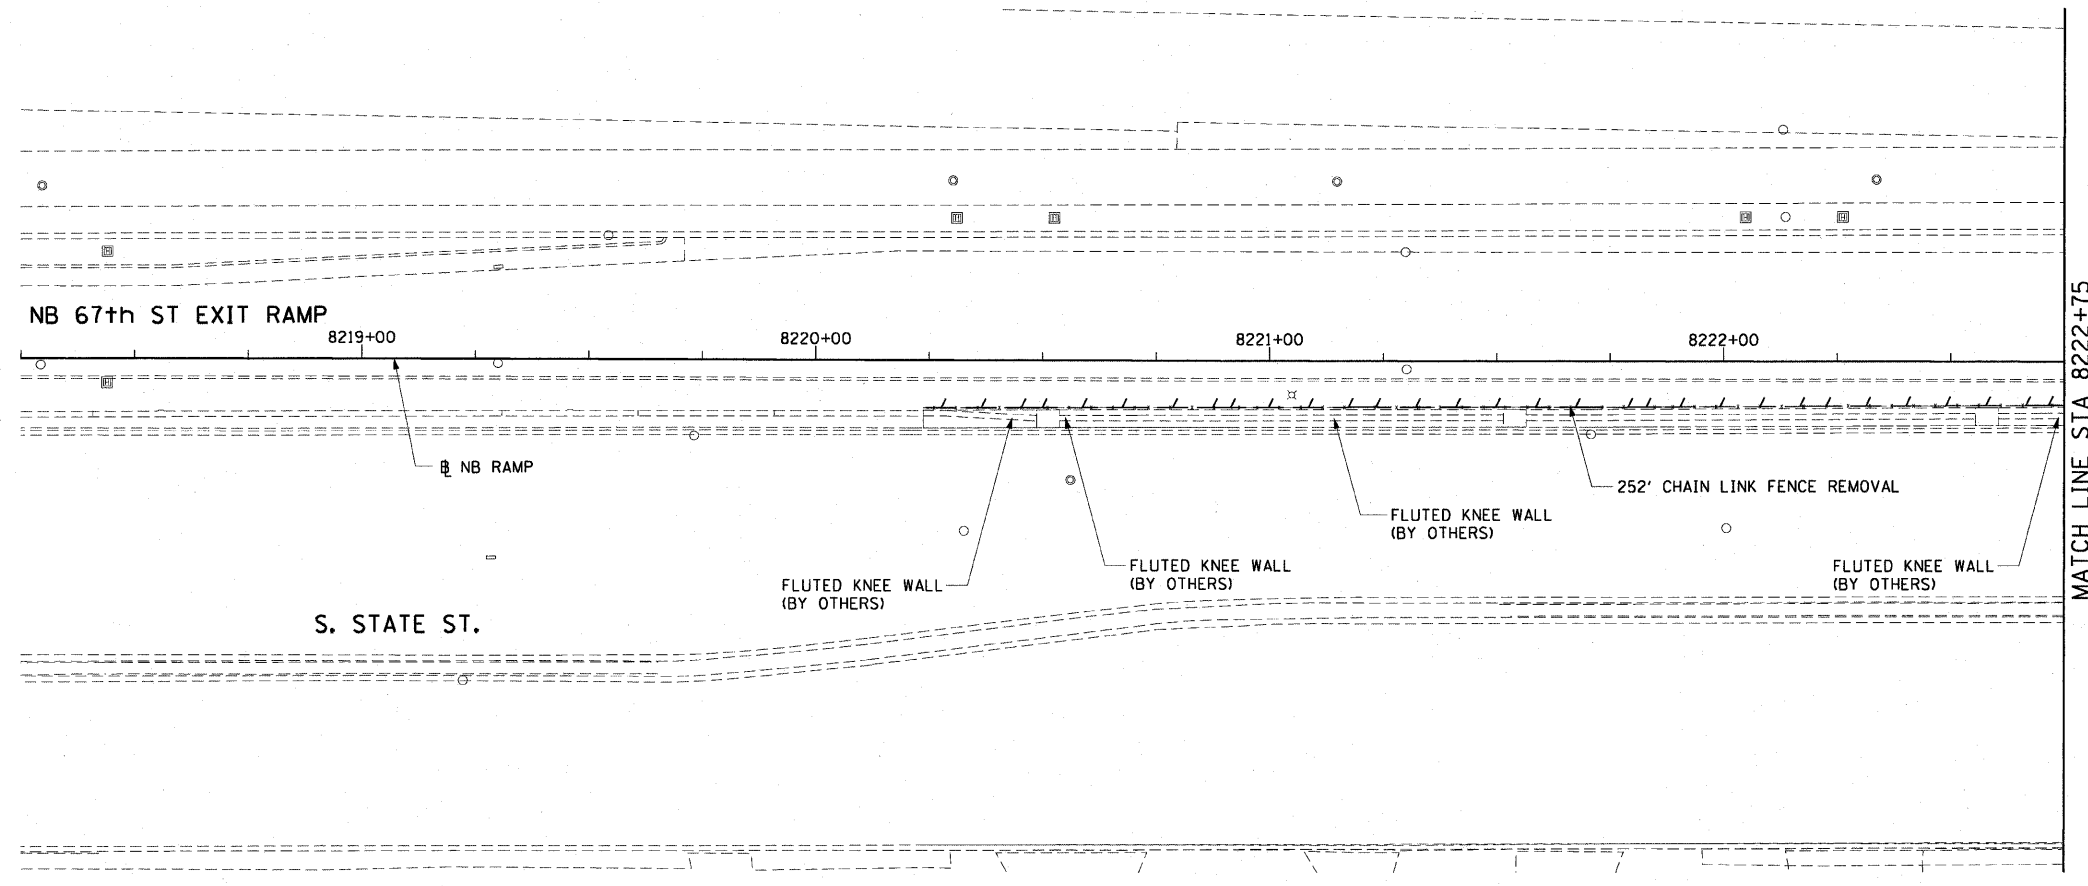 NB 67th ST EXIT RAMP
8219+00
8220+00
8221+00
8222+00
MATCH LINE STA 8222+75
NB RAMP
252' CHAIN LINK FENCE REMOVAL
FLUTED KNEE WALL
(BY OTHERS)
FLUTED KNEE WALL
(BY OTHERS)
FLUTED KNEE WALL
(BY OTHERS)
FLUTED KNEE WALL
(BY OTHERS)
S. STATE ST.